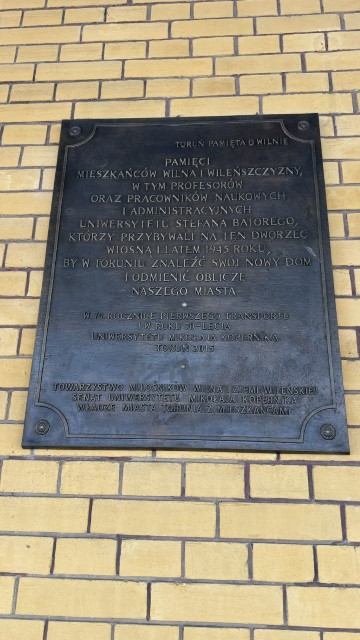 TORUŃ PAMIĘTA O WILNIE
PAMIĘCI
MIESZKAŃCÓW WILNA I WILEŃSZCZYZNY,
W TYM PROFESORÓW
ORAZ PRACOWNIKÓW NAUKOWYCH
I ADMINISTRACYJNYCH
UNIWERSYTETU STEFANA BATOREGO,
KTÓRZY PRZYBYWALI NA TEN DWORZEC
WIOSNĄ I LATEM 1945 ROKU,
BY W TORUNIU ZNALEŹĆ SWÓJ NOWY DOM
I ODMIENIĆ OBLICZE
NASZEGO MIASTA
W 70. ROCZNICĘ PIERWSZEGO TRANSPORTU
I W ROKU 70-LECIA
UNIWERSYTETU MIKOŁAJA KOPERNIKA
TORUŃ 2015
TOWARZYSTWO MIŁOŚNIKÓW WILNA I ZIEMI WILEŃSKIEJ
SENAT UNIWERSYTETU MIKOŁAJA KOPERNIKA
WŁADZE MIASTA TORUNIA Z MIESZKAŃCAMI